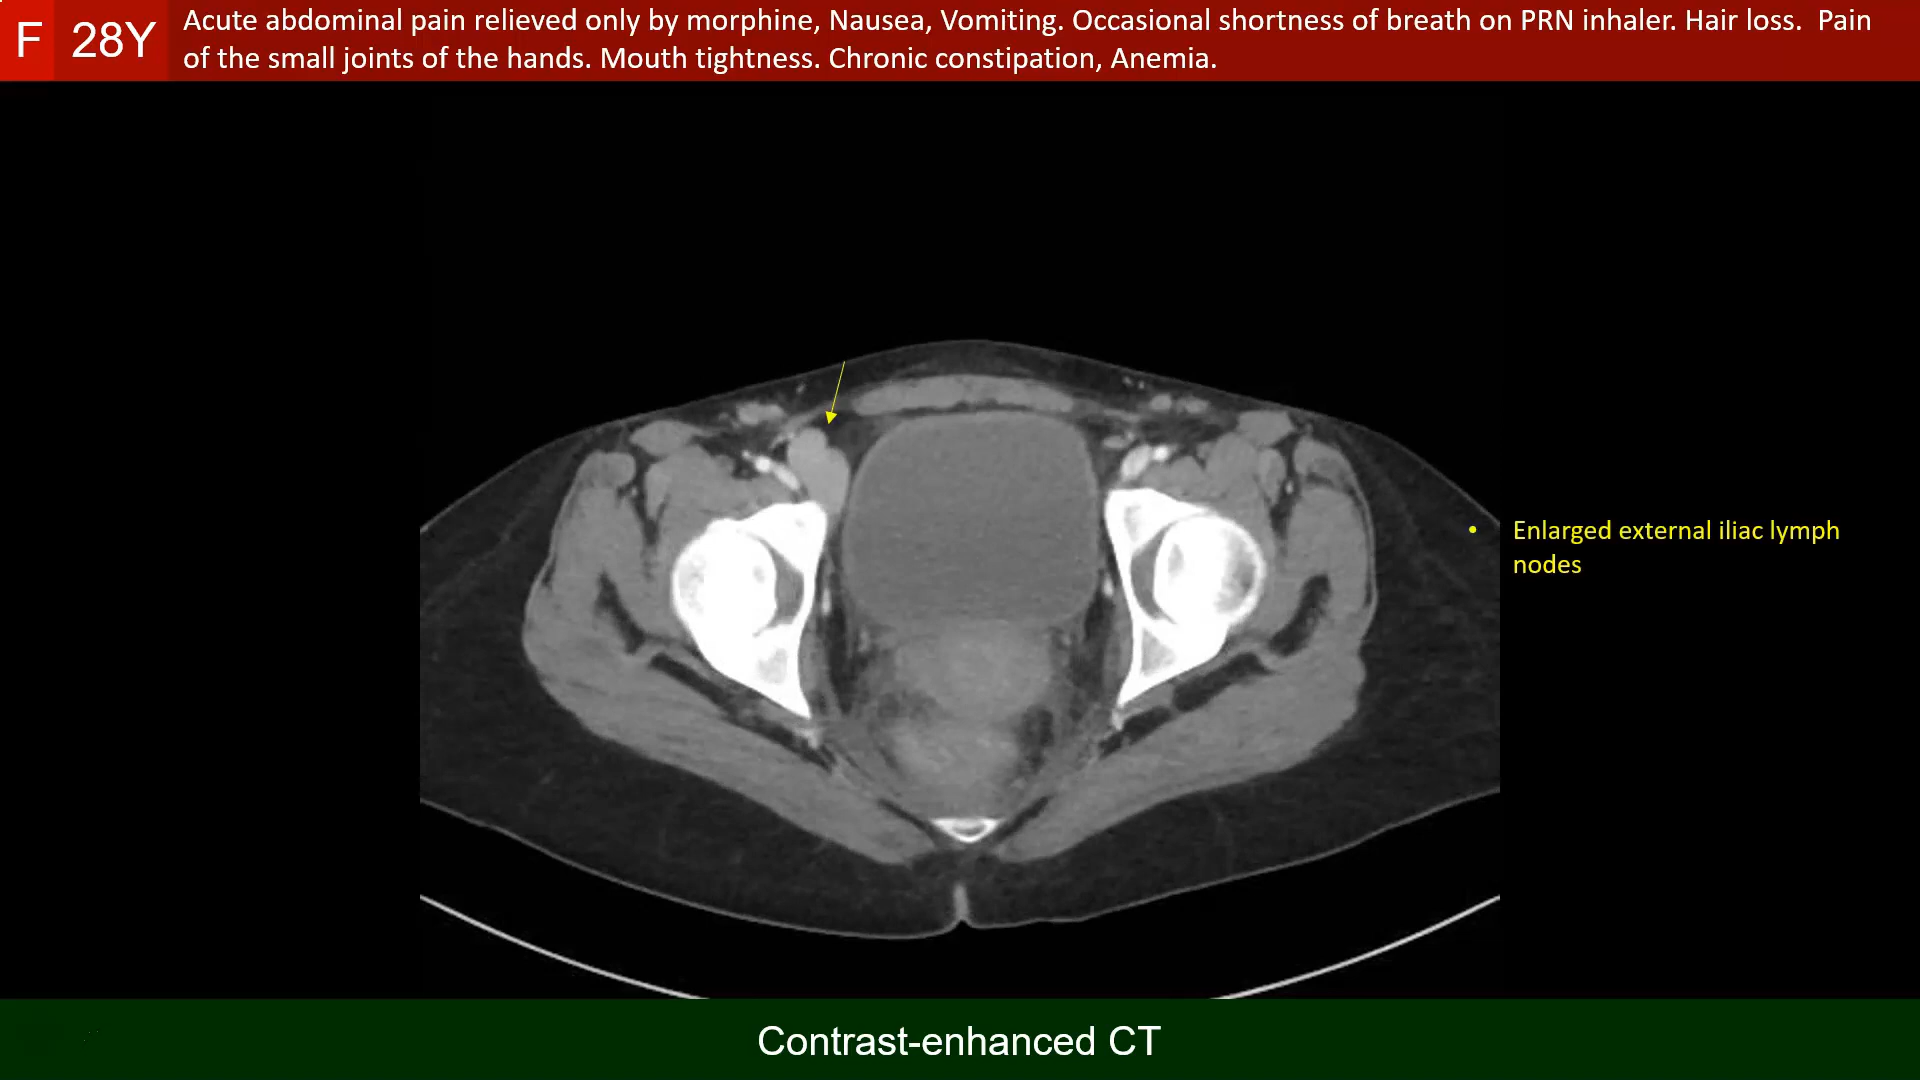 F 28Y
Acute abdominal pain relieved only by morphine, Nausea, Vomiting. Occasional shortness of breath on PRN inhaler. Hair loss.  Pain
of the small joints of the hands. Mouth tightness. Chronic constipation, Anemia.
• Enlarged external iliac lymph
nodes
Contrast-enhanced CT